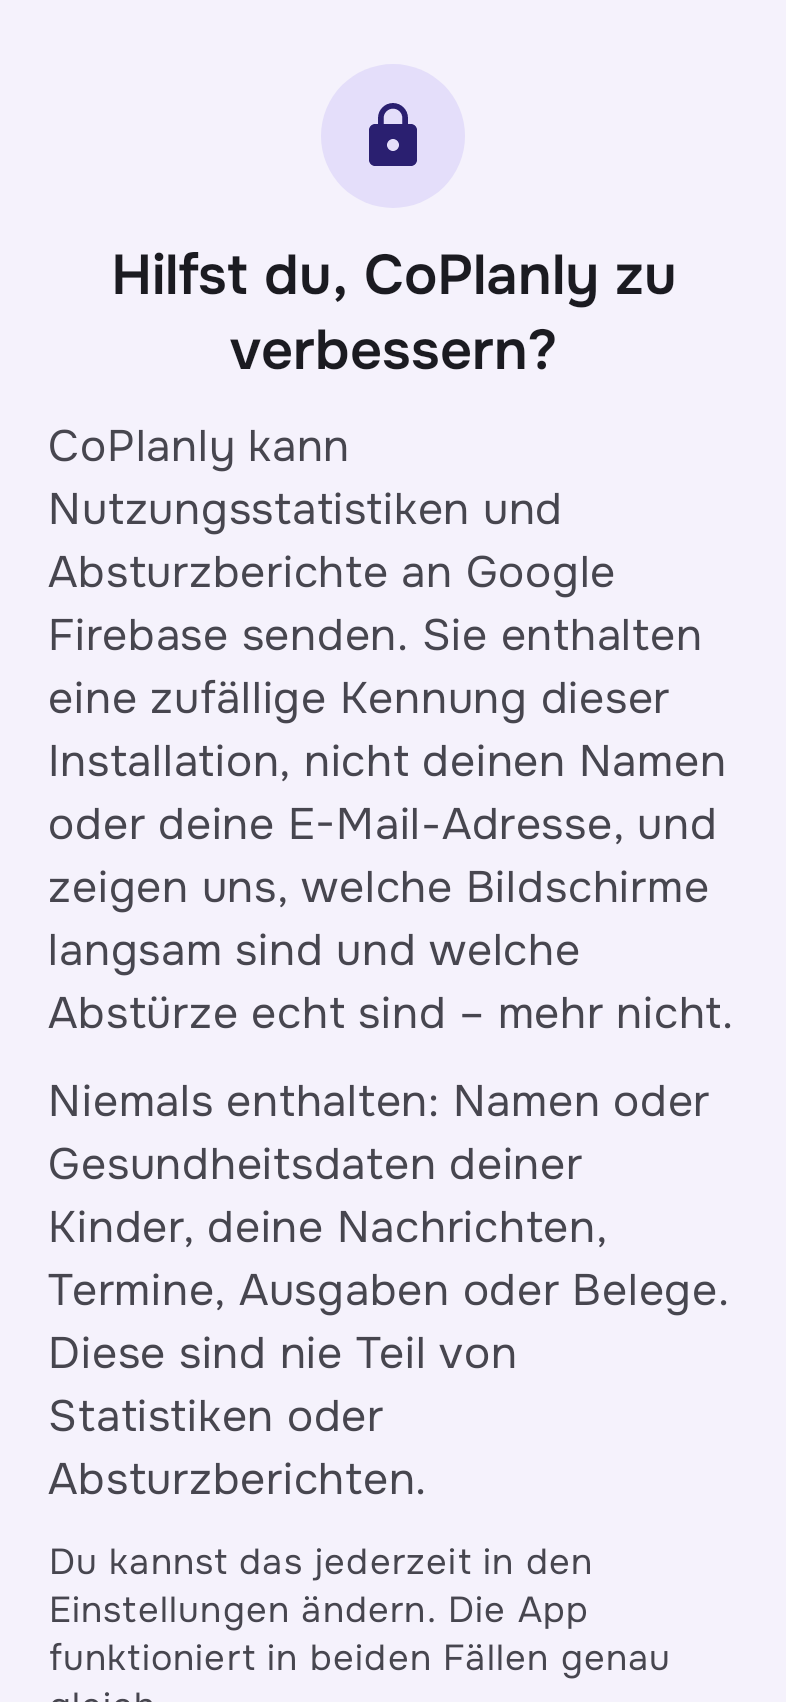 Hilfst du, CoPlanly zu
verbessern?
CoPlanly kann
Nutzungsstatistiken und
Absturzberichte an Google
Firebase senden. Sie enthalten
eine zufällige Kennung dieser
Installation, nicht deinen Namen
oder deine E-Mail-Adresse, und
zeigen uns, welche Bildschirme
langsam sind und welche
Abstürze echt sind – mehr nicht.
Niemals enthalten: Namen oder
Gesundheitsdaten deiner
Kinder, deine Nachrichten,
Termine, Ausgaben oder Belege.
Diese sind nie Teil von
Statistiken oder
Absturzberichten.
Du kannst das jederzeit in den
Einstellungen ändern. Die App
funktioniert in beiden Fällen genau
gleich.